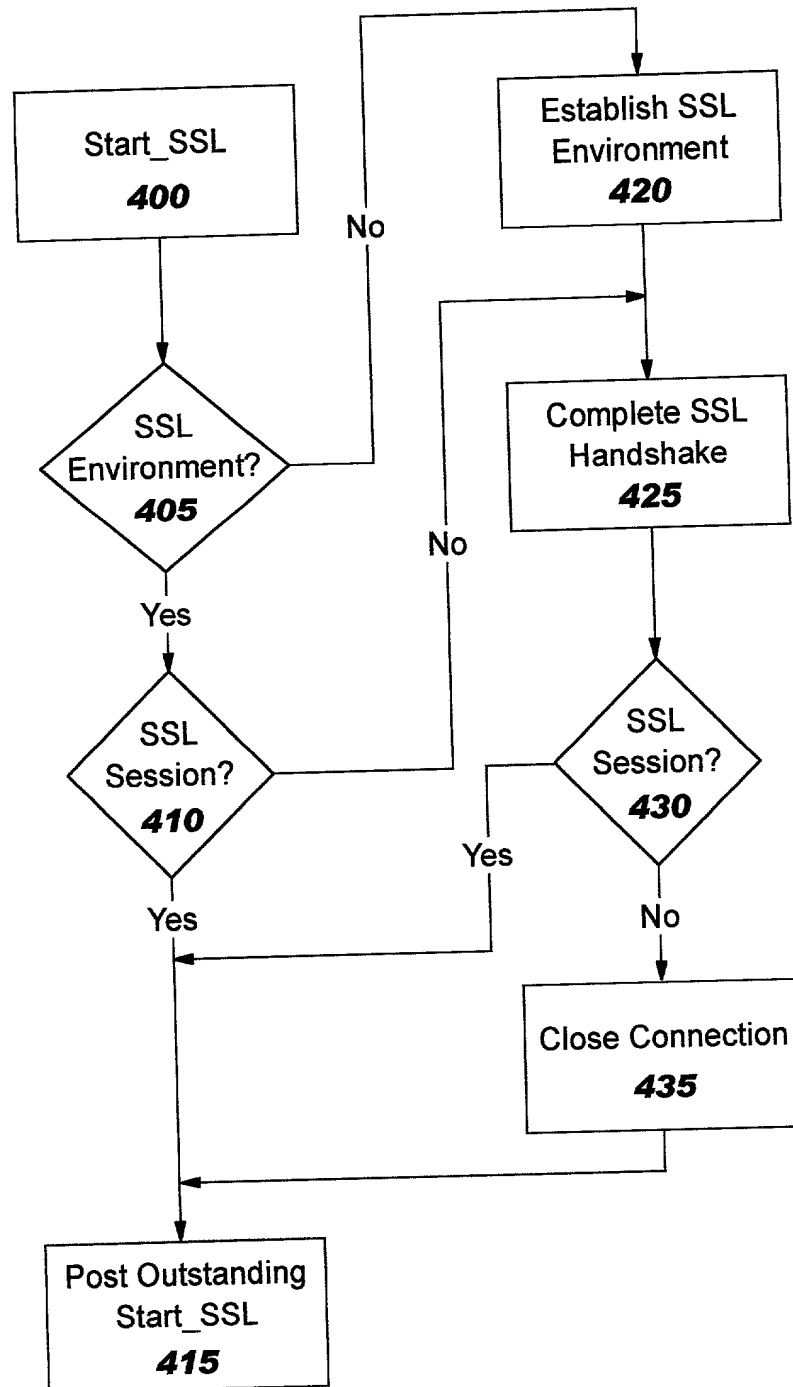 Start_SSL
400
No
Establish SSL
Environment
420
SSL
Environment?
405
Yes
No
Complete SSL
Handshake
425
SSL
Session?
410
Yes
SSL
Session?
430
Yes
No
Close Connection
435
Post Outstanding
Start_SSL
415